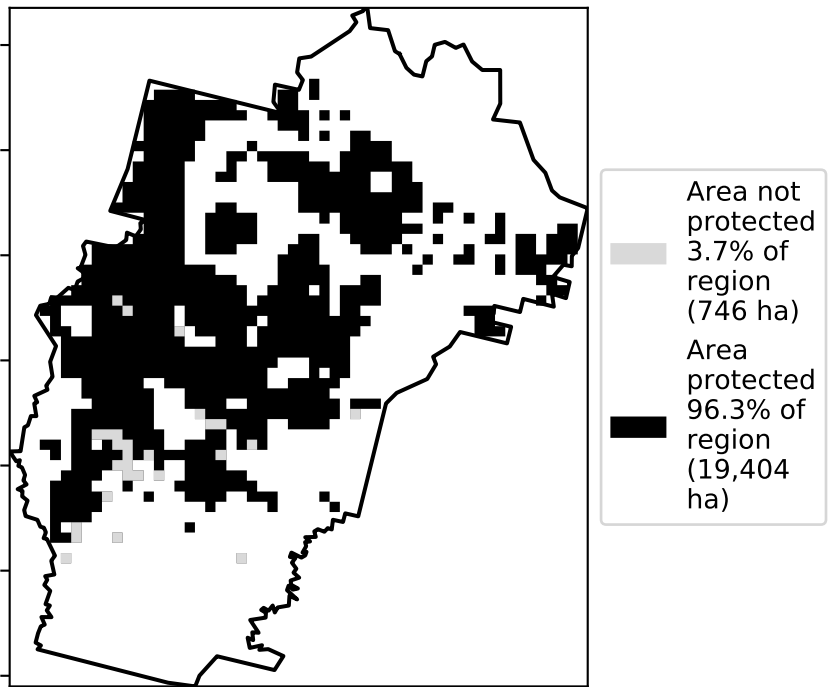 Area not
protected
3.7% of
region
(746 ha)
Area
protected
96.3% of
region
(19,404
ha)